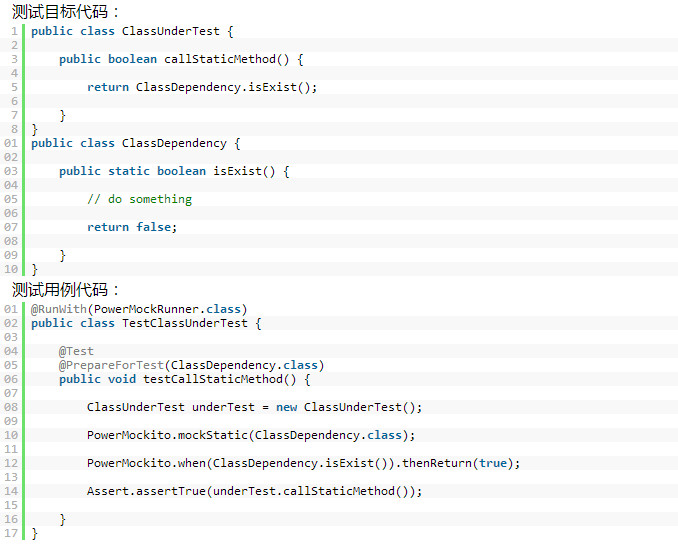 测试目标代码：
1 public class ClassUnderTest {
2
3     public boolean callStaticMethod() {
4
5         return ClassDependency.isExist();
6
7     }
8 }
01 public class ClassDependency {
02
03     public static boolean isExist() {
04
05         // do something
06
07         return false;
08
09     }
10 }
测试用例代码：
01 @RunWith(PowerMockRunner.class)
02 public class TestClassUnderTest {
03
04     @Test
05     @PrepareForTest(ClassDependency.class)
06     public void testCallStaticMethod() {
07
08         ClassUnderTest underTest = new ClassUnderTest();
09
10         PowerMockito.mockStatic(ClassDependency.class);
11
12         PowerMockito.when(ClassDependency.isExist()).thenReturn(true);
13
14         Assert.assertTrue(underTest.callStaticMethod());
15
16     }
17 }